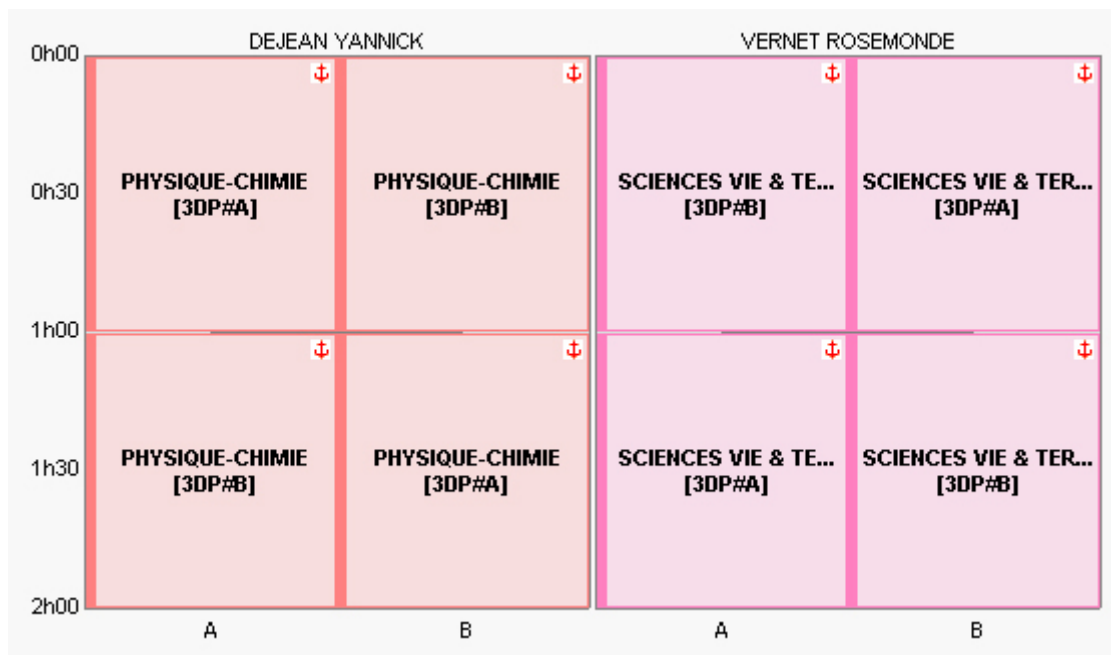 DEJEAN YANNICK
VERNET ROSEMONDE
0h00
0h30
PHYSIQUE-CHIMIE
[3DP#A]
PHYSIQUE-CHIMIE
[3DP#B]
SCIENCES VIE & TE...
[3DP#B]
SCIENCES VIE & TER...
[3DP#A]
1h00
1h30
PHYSIQUE-CHIMIE
[3DP#B]
PHYSIQUE-CHIMIE
[3DP#A]
SCIENCES VIE & TE...
[3DP#A]
SCIENCES VIE & TER...
[3DP#B]
2h00
A
B
A
B